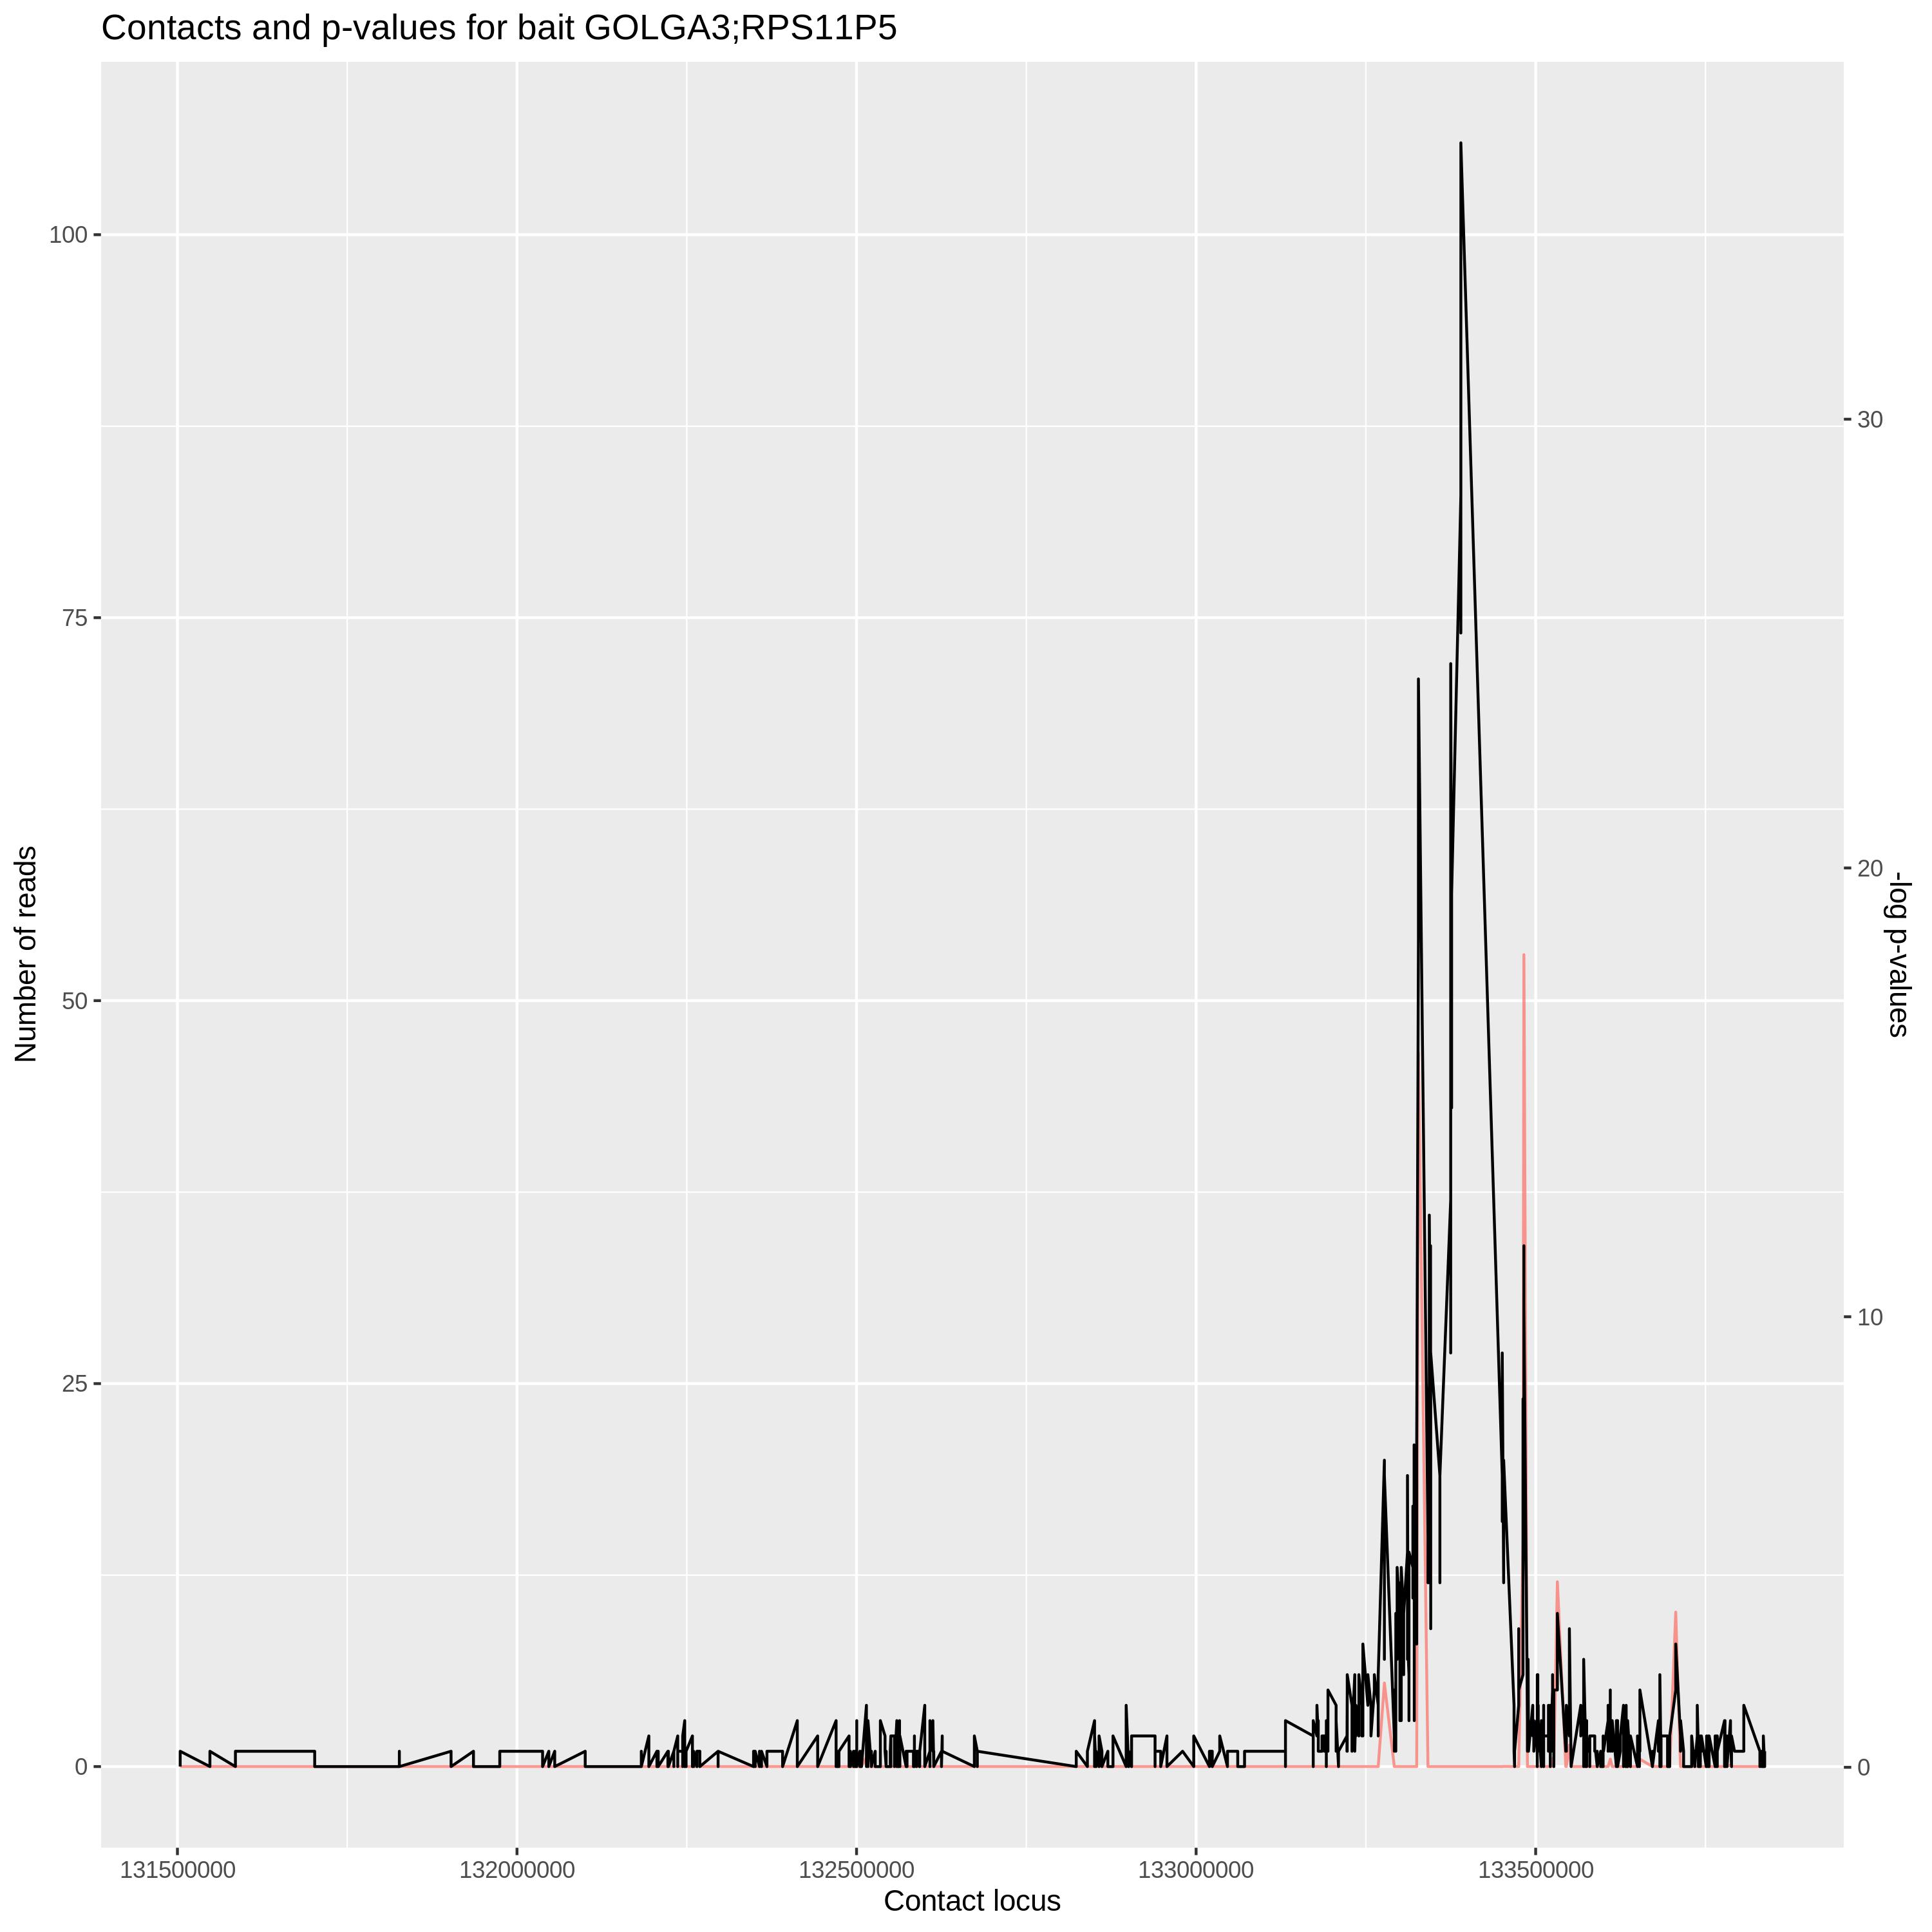 Contacts and p-values for bait GOLGA3;RPS11P5
100
75
50
25
0
Number of reads
30
20
10
0
-log p-values
131500000 132000000 132500000 133000000 133500000
Contact locus